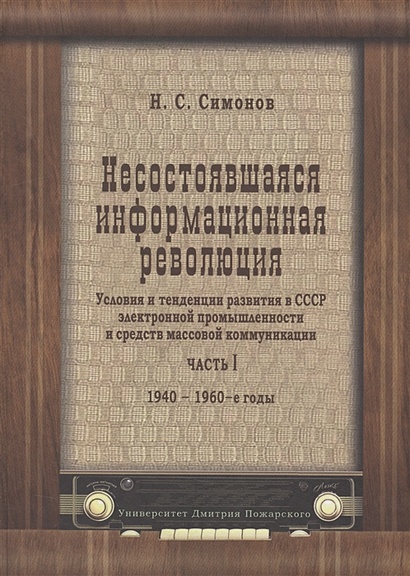 Н. С. Симонов
Несостоявшаяся
информационная
революция
Условия и тенденции развития в СССР
электронной промышленности
и средств массовой коммуникации
ЧАСТЬ I
1940 – 1960-е годы
Университет Дмитрия Пожарского